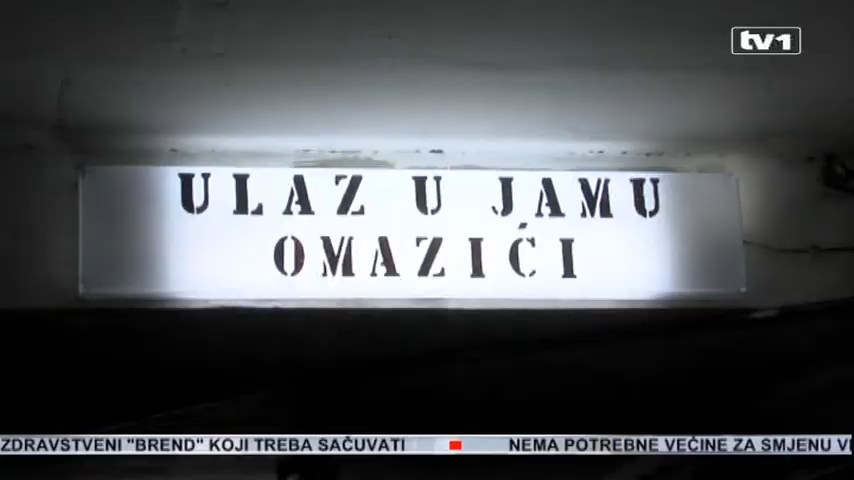 tv1
ULAZ U JAMU
OMAZIĆI
ZDRAVSTVENI "BREND" KOJI TREBA SAČUVATI NEMA POTREBNE VEĆINE ZA SMJENU